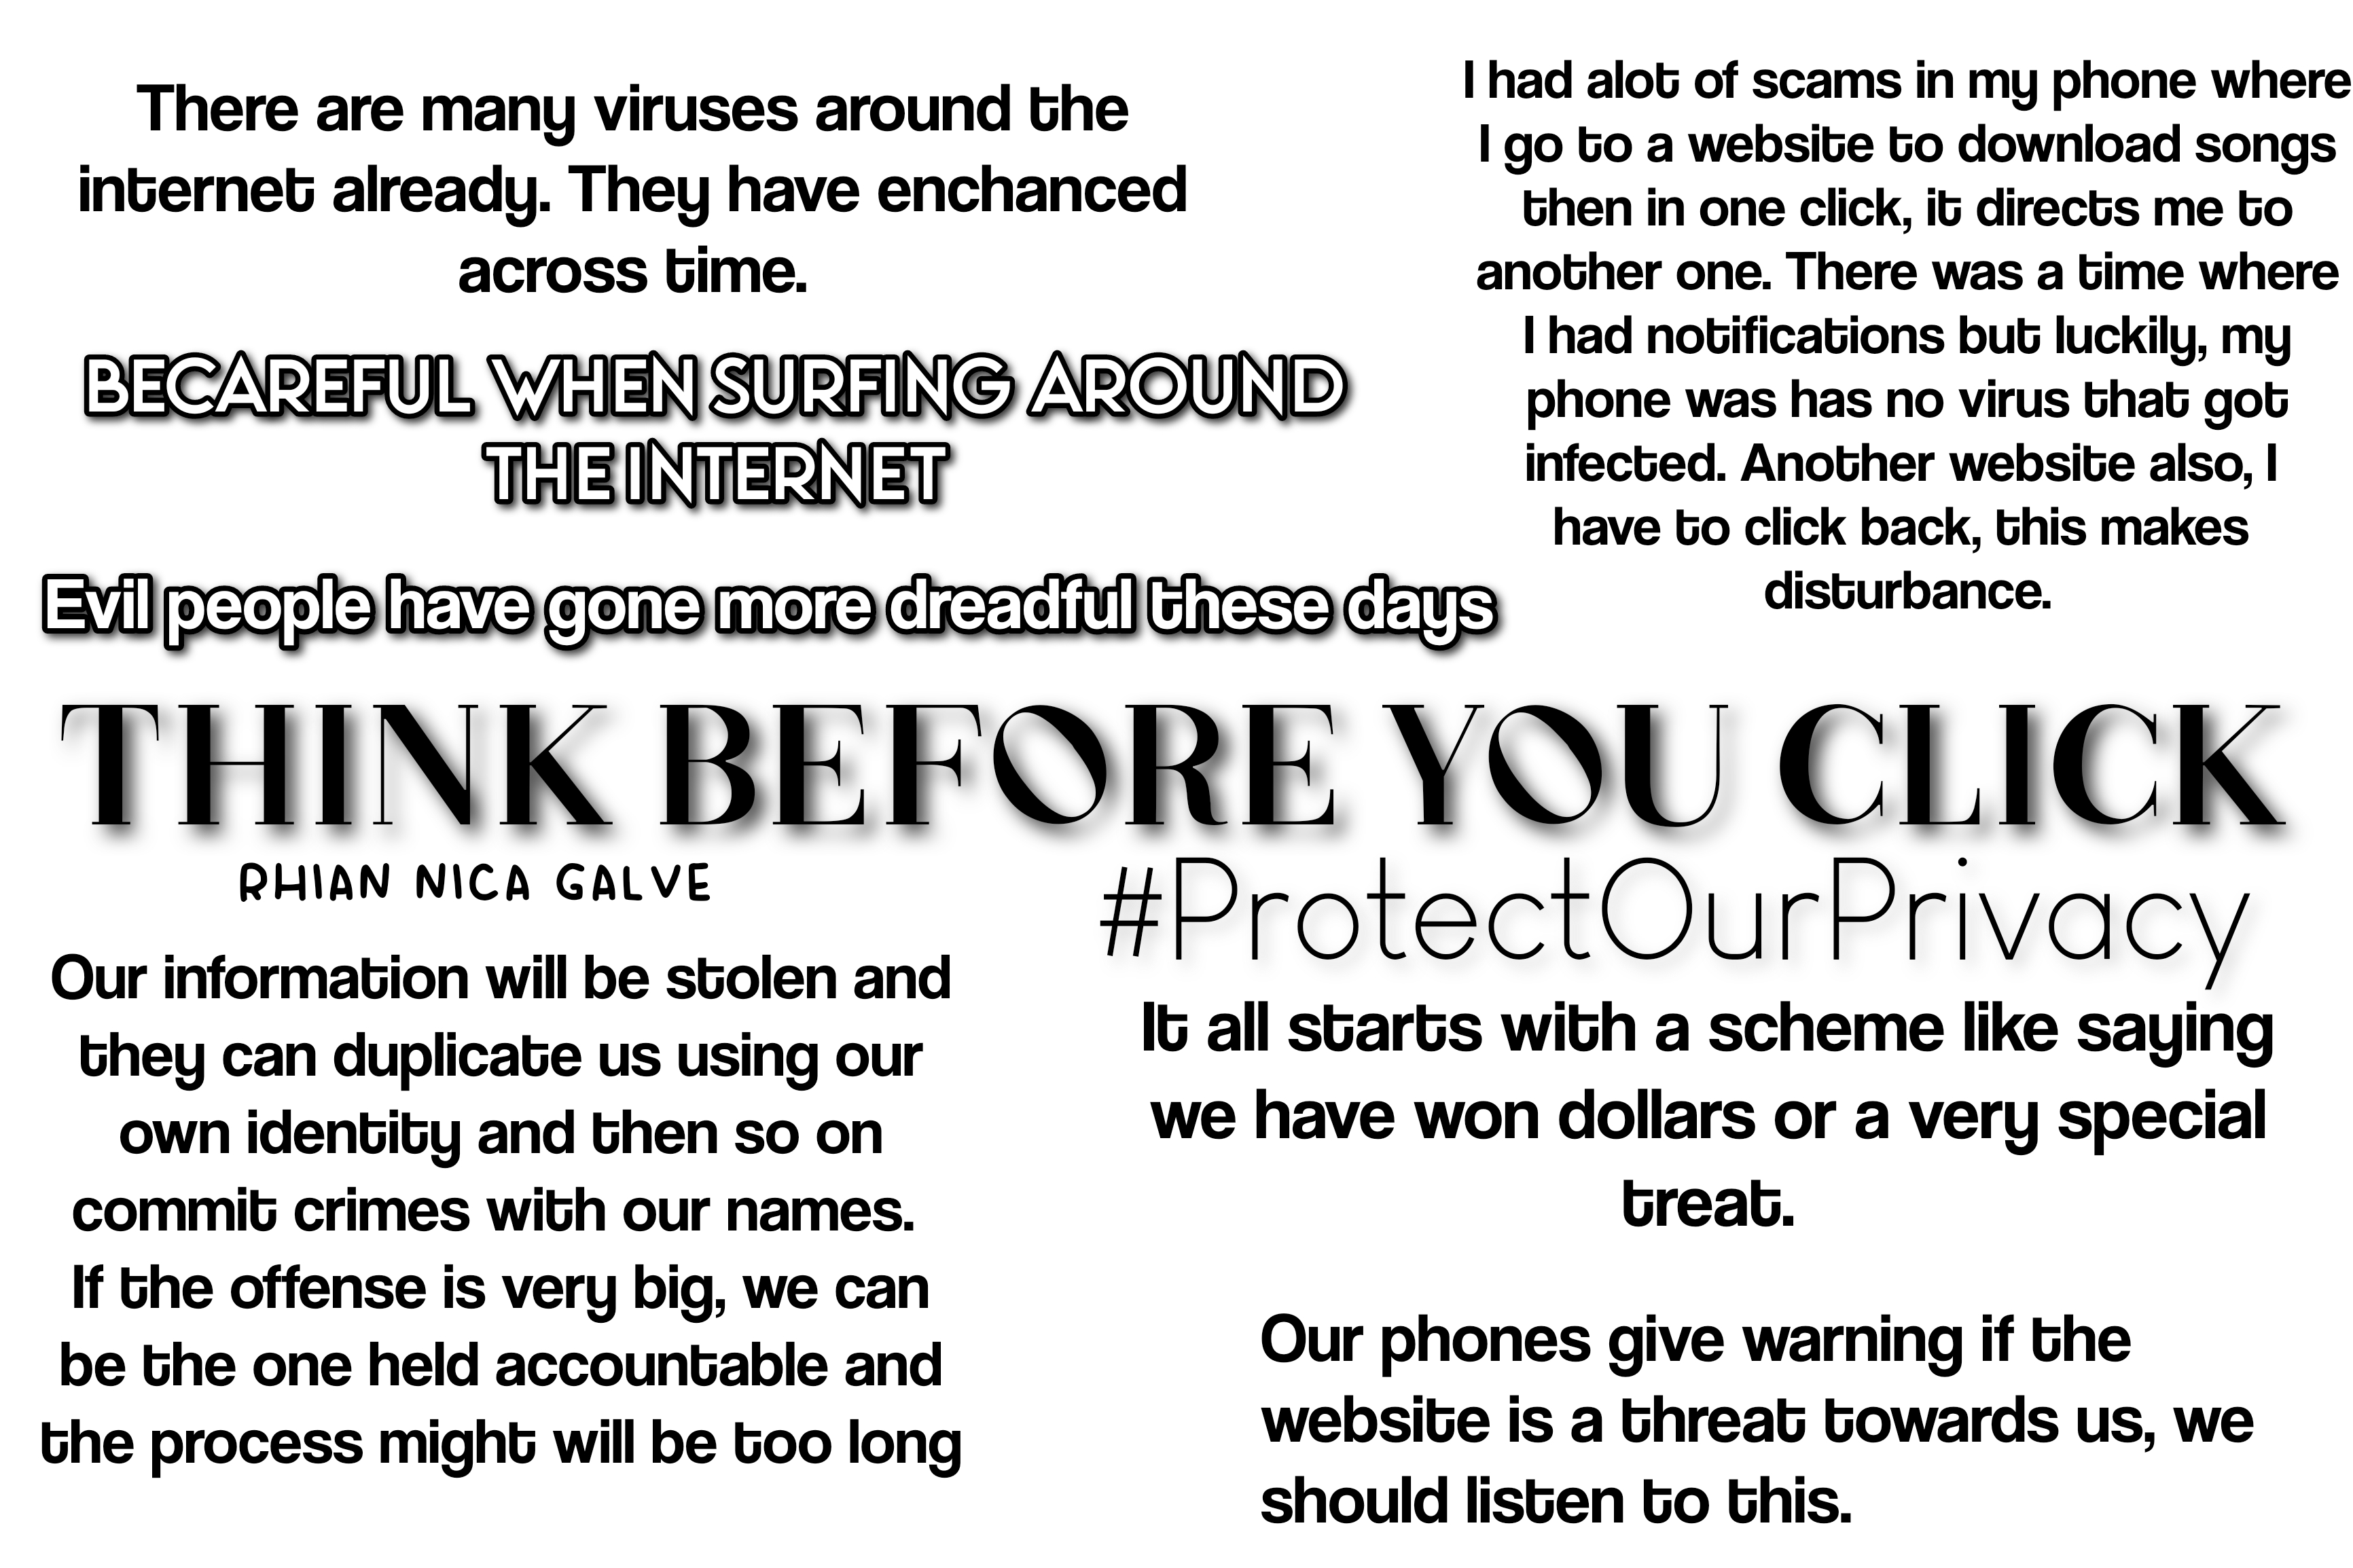 There are many viruses around the
internet already. They have enchanced
across time.
BECAREFUL WHEN SURFING AROUND
THE INTERNET
Evil people have gone more dreadful these days
I had alot of scams in my phone where
I go to a website to download songs
then in one click, it directs me to
another one. There was a time where
I had notifications but luckily, my
phone was has no virus that got
infected. Another website also, I
have to click back, this makes
disturbance.
THINK BEFORE YOU CLICK
RHIAN NICA GALVE
#ProtectOurPrivacy
Our information will be stolen and
they can duplicate us using our
own identity and then so on
commit crimes with our names.
If the offense is very big, we can
be the one held accountable and
the process might will be too long
It all starts with a scheme like saying
we have won dollars or a very special
treat.
Our phones give warning if the
website is a threat towards us, we
should listen to this.